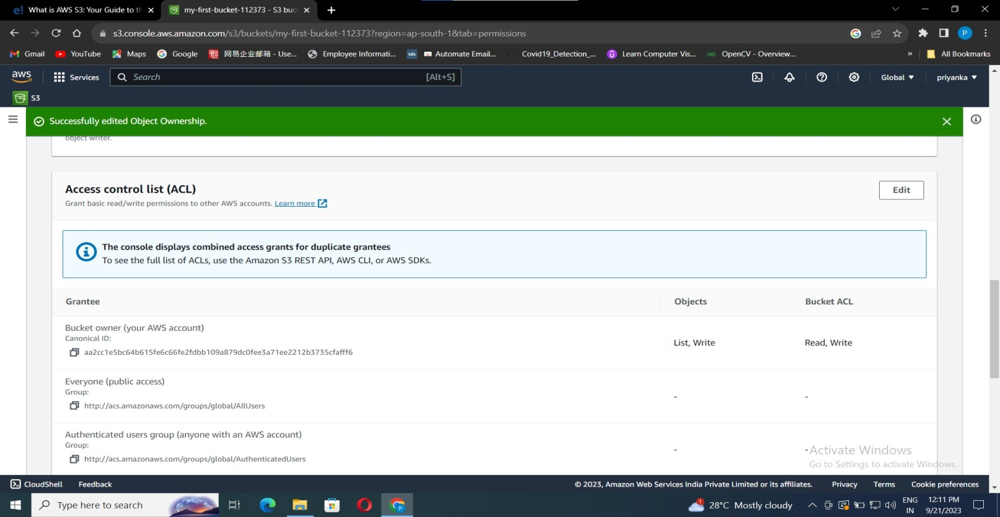 What is AWS S3: Your Guide to th
my-first-bucket-112373 - S3 buc
s3.console.aws.amazon.com/s3/buckets/my-first-bucket-112373?region=ap-south-1&tab=permissions
P
Gmail YouTube Maps Google 网易企业邮箱 - Use... Employee Informati... tds Automate Email... Covid19_Detection_... Learn Computer Vis... OpenCV - Overview... » All Bookmarks
aws Services Search [Alt+S] Global priyanka
S3
Successfully edited Object Ownership.
object writer.
Access control list (ACL)
Edit
Grant basic read/write permissions to other AWS accounts. Learn more
The console displays combined access grants for duplicate grantees
To see the full list of ACLs, use the Amazon S3 REST API, AWS CLI, or AWS SDKs.
Grantee Objects Bucket ACL
Bucket owner (your AWS account)
Canonical ID:
aa2cc1e5bc64b615fe6c66fe2fdbb109a879dc0fee3a71ee2212b3735cfafff6
List, Write Read, Write
Everyone (public access)
Group:
http://acs.amazonaws.com/groups/global/AllUsers
- -
Authenticated users group (anyone with an AWS account)
Group:
http://acs.amazonaws.com/groups/global/AuthenticatedUsers
- -
Activate Windows
Go to Settings to activate Windows.
CloudShell Feedback © 2023, Amazon Web Services India Private Limited or its affiliates. Privacy Terms Cookie preferences
Type here to search
1
28°C Mostly cloudy
ENG
IN
12:11 PM
9/21/2023